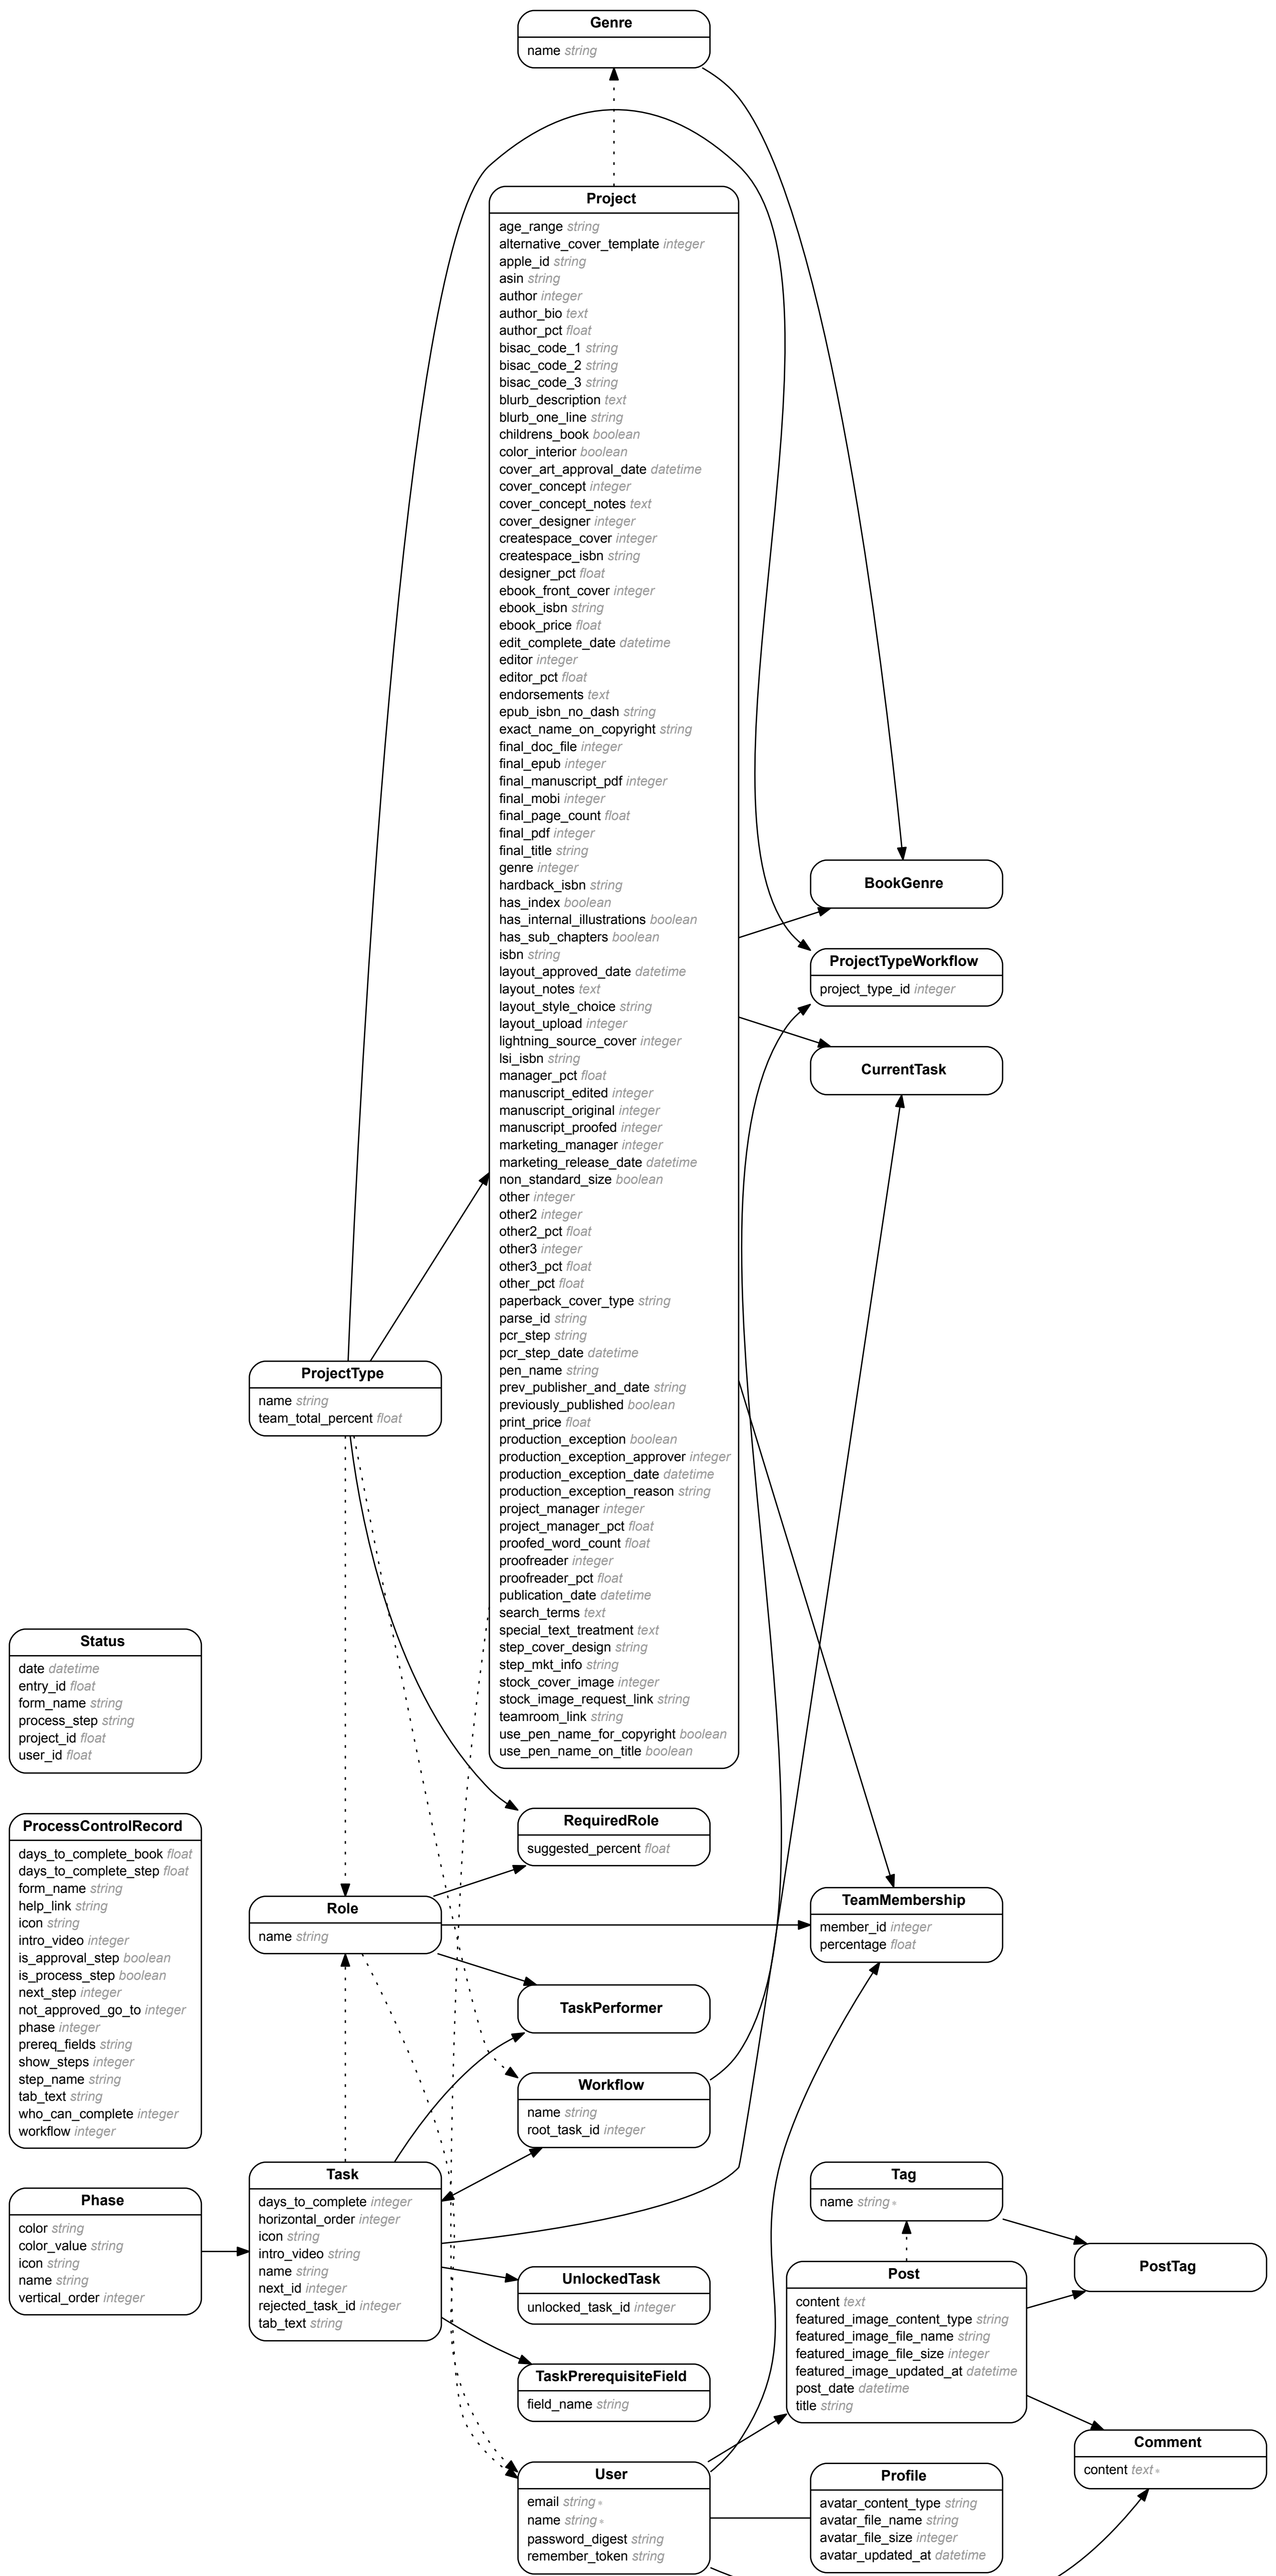 Genre
name string
Project
age_range string
alternative_cover_template integer
apple_id string
asin string
author integer
author_bio text
author_pct float
bisac_code_1 string
bisac_code_2 string
bisac_code_3 string
blurb_description text
blurb_one_line string
childrens_book boolean
color_interior boolean
cover_art_approval_date datetime
cover_concept integer
cover_concept_notes text
cover_designer integer
createspace_cover integer
createspace_isbn string
designer_pct float
ebook_front_cover integer
ebook_isbn string
ebook_price float
edit_complete_date datetime
editor integer
editor_pct float
endorsements text
epub_isbn_no_dash string
exact_name_on_copyright string
final_doc_file integer
final_epub integer
final_manuscript_pdf integer
final_mobi integer
final_page_count float
final_pdf integer
final_title string
genre integer
hardback_isbn string
has_index boolean
has_internal_illustrations boolean
has_sub_chapters boolean
isbn string
layout_approved_date datetime
layout_notes text
layout_style_choice string
layout_upload integer
lightning_source_cover integer
lsi_isbn string
manager_pct float
manuscript_edited integer
manuscript_original integer
manuscript_proofed integer
marketing_manager integer
marketing_release_date datetime
non_standard_size boolean
other integer
other2 integer
other2_pct float
other3 integer
other3_pct float
other_pct float
paperback_cover_type string
parse_id string
pcr_step string
pcr_step_date datetime
pen_name string
prev_publisher_and_date string
previously_published boolean
print_price float
production_exception boolean
production_exception_approver integer
production_exception_date datetime
production_exception_reason string
project_manager integer
project_manager_pct float
proofed_word_count float
proofreader integer
proofreader_pct float
publication_date datetime
search_terms text
special_text_treatment text
step_cover_design string
step_mkt_info string
stock_cover_image integer
stock_image_request_link string
teamroom_link string
use_pen_name_for_copyright boolean
use_pen_name_on_title boolean
BookGenre
ProjectTypeWorkflow
project_type_id integer
CurrentTask
ProjectType
name string
team_total_percent float
Status
date datetime
entry_id float
form_name string
process_step string
project_id float
user_id float
ProcessControlRecord
days_to_complete_book float
days_to_complete_step float
form_name string
help_link string
icon string
intro_video integer
is_approval_step boolean
is_process_step boolean
next_step integer
not_approved_go_to integer
phase integer
prereq_fields string
show_steps integer
step_name string
tab_text string
who_can_complete integer
workflow integer
RequiredRole
suggested_percent float
Role
name string
TeamMembership
member_id integer
percentage float
TaskPerformer
Workflow
name string
root_task_id integer
Phase
color string
color_value string
icon string
name string
vertical_order integer
Task
days_to_complete integer
horizontal_order integer
icon string
intro_video string
name string
next_id integer
rejected_task_id integer
tab_text string
UnlockedTask
unlocked_task_id integer
TaskPrerequisiteField
field_name string
Tag
name string *
PostTag
Post
content text
featured_image_content_type string
featured_image_file_name string
featured_image_file_size integer
featured_image_updated_at datetime
post_date datetime
title string
Comment
content text *
User
email string *
name string *
password_digest string
remember_token string
Profile
avatar_content_type string
avatar_file_name string
avatar_file_size integer
avatar_updated_at datetime